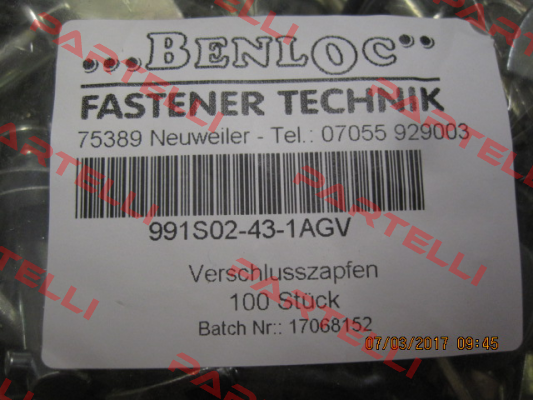 ...BENLOC..
FASTENER TECHNIK
75389 Neuweiler - Tel.: 07055 929003
991S02-43-1AGV
Verschlusszapfen
100 Stück
Batch Nr.: 17068152
07/03/2017 09:45
PARTELLI
PARTELLI
PARTELLI
PARTELLI
PARTELLI